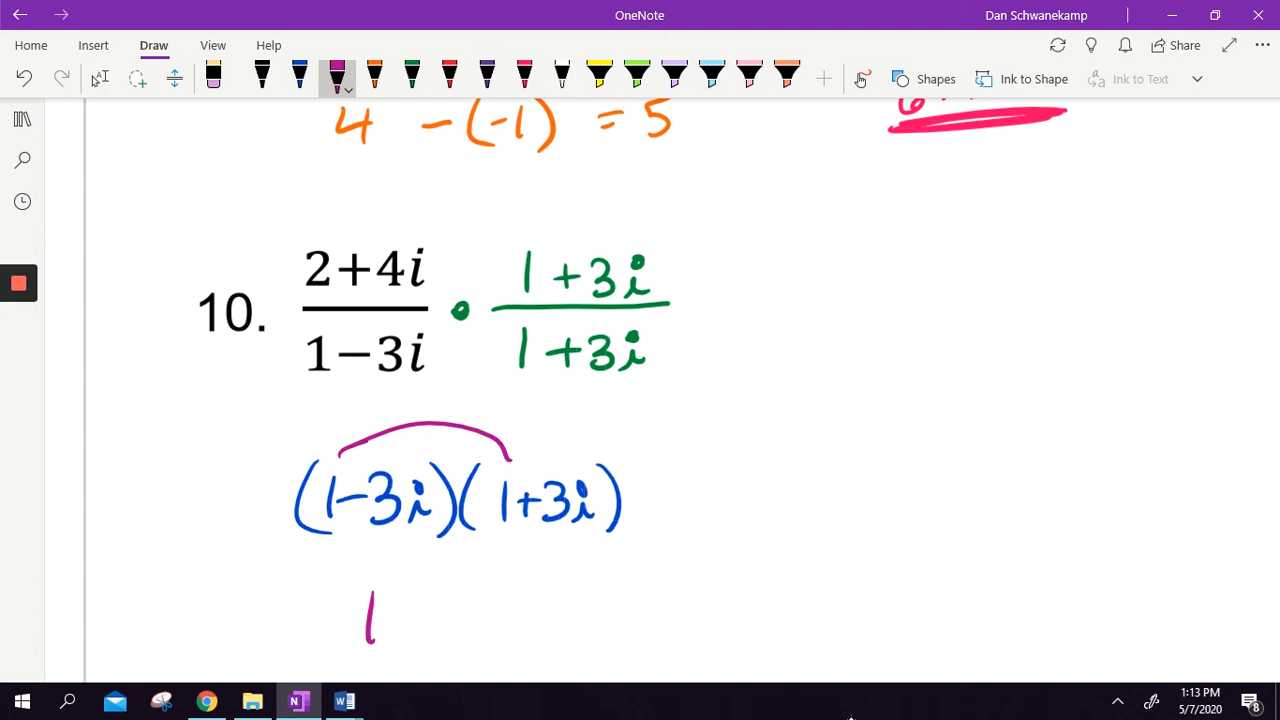 OneNote
Dan Schwanekamp
Home Insert Draw View Help
Share
Shapes Ink to Shape Ink to Text
4 -(-1) = 5
10. 2+4i / 1−3i • 1+3i / 1+3i
(1-3i)(1+3i)
1
1:13 PM
5/7/2020
8